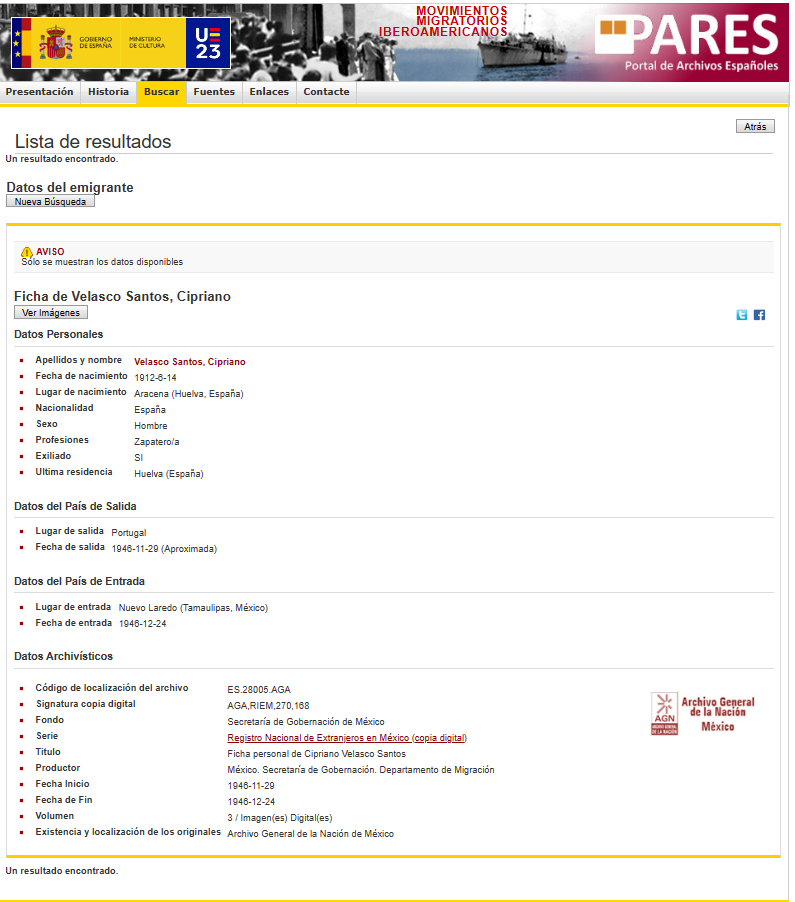 GOBIERNO
DE ESPAÑA
MINISTERIO
DE CULTURA
U
23
MOVIMIENTOS
MIGRATORIOS
IBEROAMERICANOS
PARES
Portal de Archivos Españoles
Presentación Historia Buscar Fuentes Enlaces Contacte
Atrás
Lista de resultados
Un resultado encontrado.
Datos del emigrante
Nueva Búsqueda
AVISO
Sólo se muestran los datos disponibles
Ficha de Velasco Santos, Cipriano
Ver Imágenes
Datos Personales
Apellidos y nombre Velasco Santos, Cipriano
Fecha de nacimiento 1912-6-14
Lugar de nacimiento Aracena (Huelva, España)
Nacionalidad España
Sexo Hombre
Profesiones Zapatero/a
Exiliado SI
Ultima residencia Huelva (España)
Datos del País de Salida
Lugar de salida Portugal
Fecha de salida 1946-11-29 (Aproximada)
Datos del País de Entrada
Lugar de entrada Nuevo Laredo (Tamaulipas, México)
Fecha de entrada 1946-12-24
Datos Archivísticos
Código de localización del archivo ES.28005.AGA
Signatura copia digital AGA,RIEM,270,168
Fondo Secretaría de Gobernación de México
Serie Registro Nacional de Extranjeros en México (copia digital)
Titulo Ficha personal de Cipriano Velasco Santos
Productor México. Secretaría de Gobernación. Departamento de Migración
Fecha Inicio 1946-11-29
Fecha de Fin 1946-12-24
Volumen 3 / Imagen(es) Digital(es)
Existencia y localización de los originales Archivo General de la Nación de México
AGN
Archivo General
de la Nación
México
Un resultado encontrado.